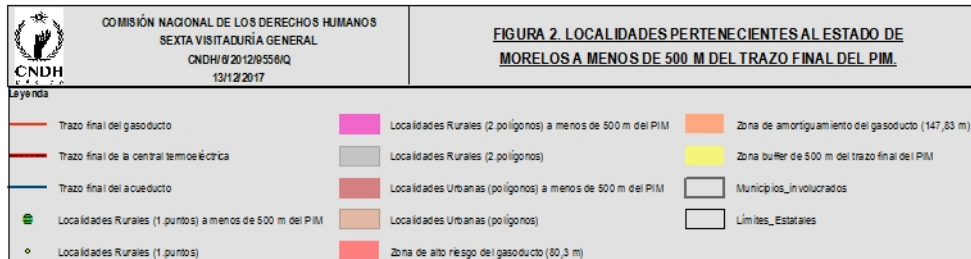 COMISIÓN NACIONAL DE LOS DERECHOS HUMANOS
SEXTA VISITADURÍA GENERAL
CNDH/6/2012/9556/Q
13/12/2017
CNDH
MÉXICO
FIGURA 2. LOCALIDADES PERTENECIENTES AL ESTADO DE
MORELOS A MENOS DE 500 M DEL TRAZO FINAL DEL PIM.
Leyenda
Trazo final del gasoducto
Trazo final de la central termoeléctrica
Trazo final del acueducto
Localidades Rurales (1.puntos) a menos de 500 m del PIM
Localidades Rurales (1.puntos)
Localidades Rurales (2.polígonos) a menos de 500 m del PIM
Localidades Rurales (2.polígonos)
Localidades Urbanas (polígonos) a menos de 500 m del PIM
Localidades Urbanas (polígonos)
Zona de alto riesgo del gasoducto (80,3 m)
Zona de amortiguamiento del gasoducto (147,83 m)
Zona buffer de 500 m del trazo final del PIM
Municipios_involucrados
Límites_Estatales